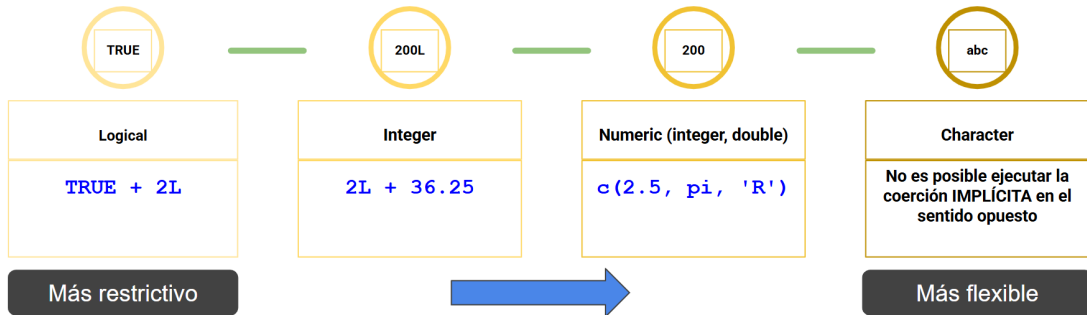 TRUE
200L
200
abc
Logical
Integer
Numeric (integer, double)
Character
TRUE + 2L
2L + 36.25
c(2.5, pi, 'R')
No es posible ejecutar la
coerción IMPLÍCITA en el
sentido opuesto
Más restrictivo
Más flexible